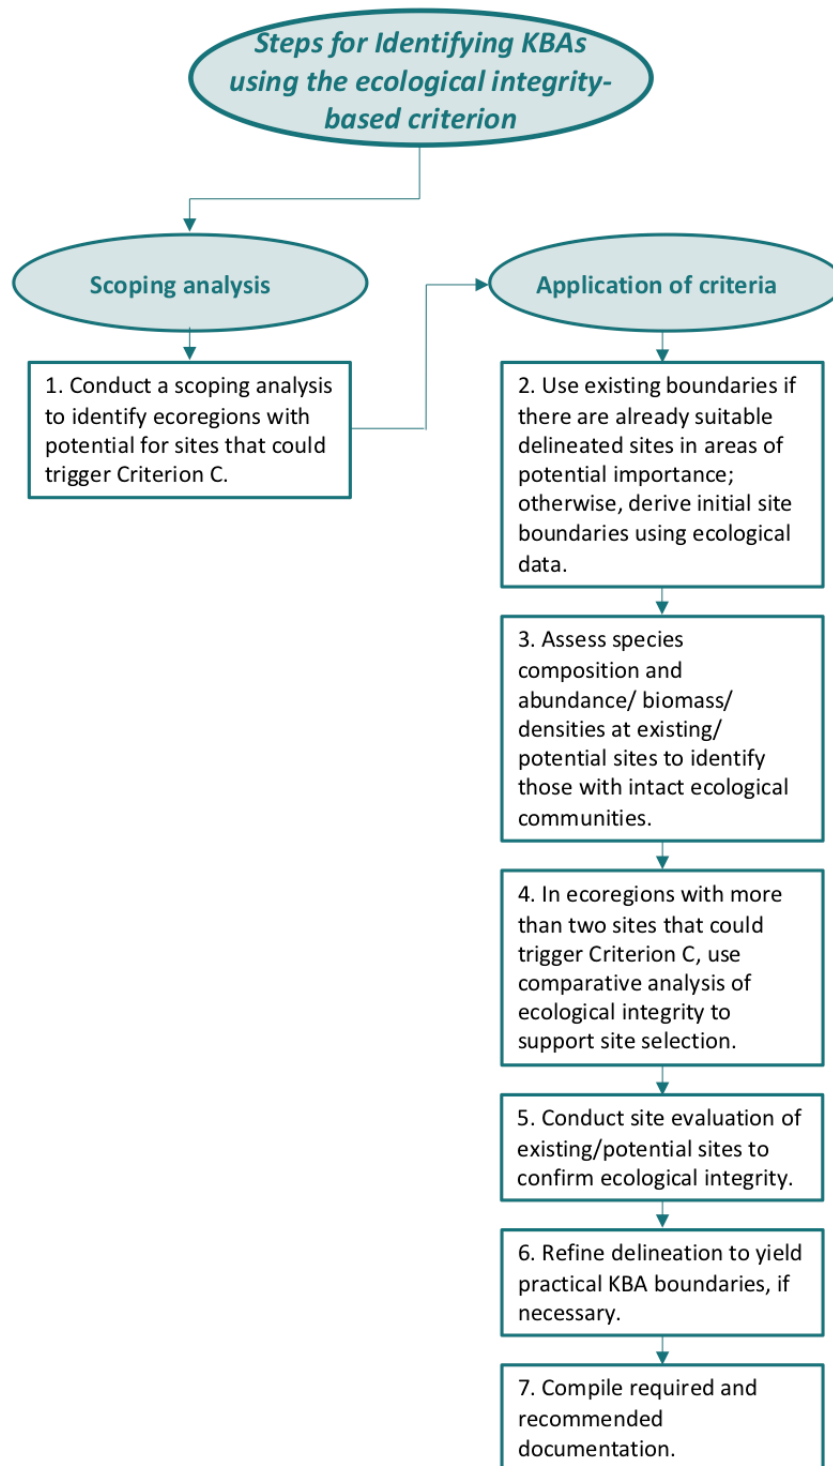 Steps for Identifying KBAs
using the ecological integrity-
based criterion
Scoping analysis
1. Conduct a scoping analysis
to identify ecoregions with
potential for sites that could
trigger Criterion C.
Application of criteria
2. Use existing boundaries if
there are already suitable
delineated sites in areas of
potential importance;
otherwise, derive initial site
boundaries using ecological
data.
3. Assess species
composition and
abundance/ biomass/
densities at existing/
potential sites to identify
those with intact ecological
communities.
4. In ecoregions with more
than two sites that could
trigger Criterion C, use
comparative analysis of
ecological integrity to
support site selection.
5. Conduct site evaluation of
existing/potential sites to
confirm ecological integrity.
6. Refine delineation to yield
practical KBA boundaries, if
necessary.
7. Compile required and
recommended
documentation.